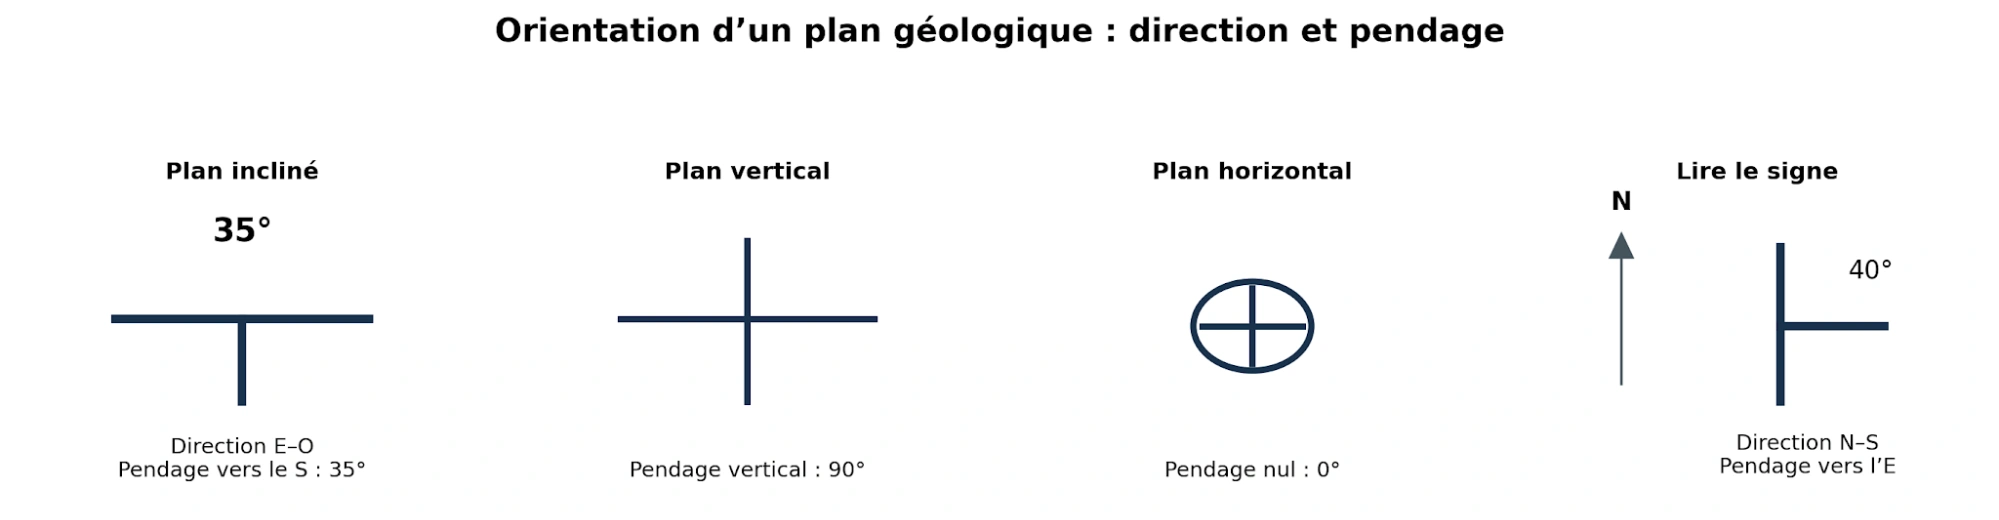 Orientation d’un plan géologique : direction et pendage
Plan incliné
35°
Direction E–O
Pendage vers le S : 35°
Plan vertical
Pendage vertical : 90°
Plan horizontal
Pendage nul : 0°
Lire le signe
N
40°
Direction N–S
Pendage vers l’E